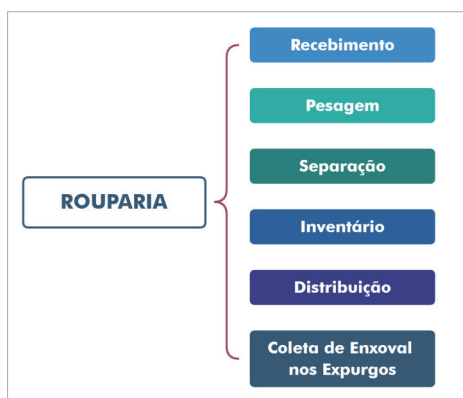 ROUPARIA
Recebimento
Pesagem
Separação
Inventário
Distribuição
Coleta de Enxoval
nos Expurgos